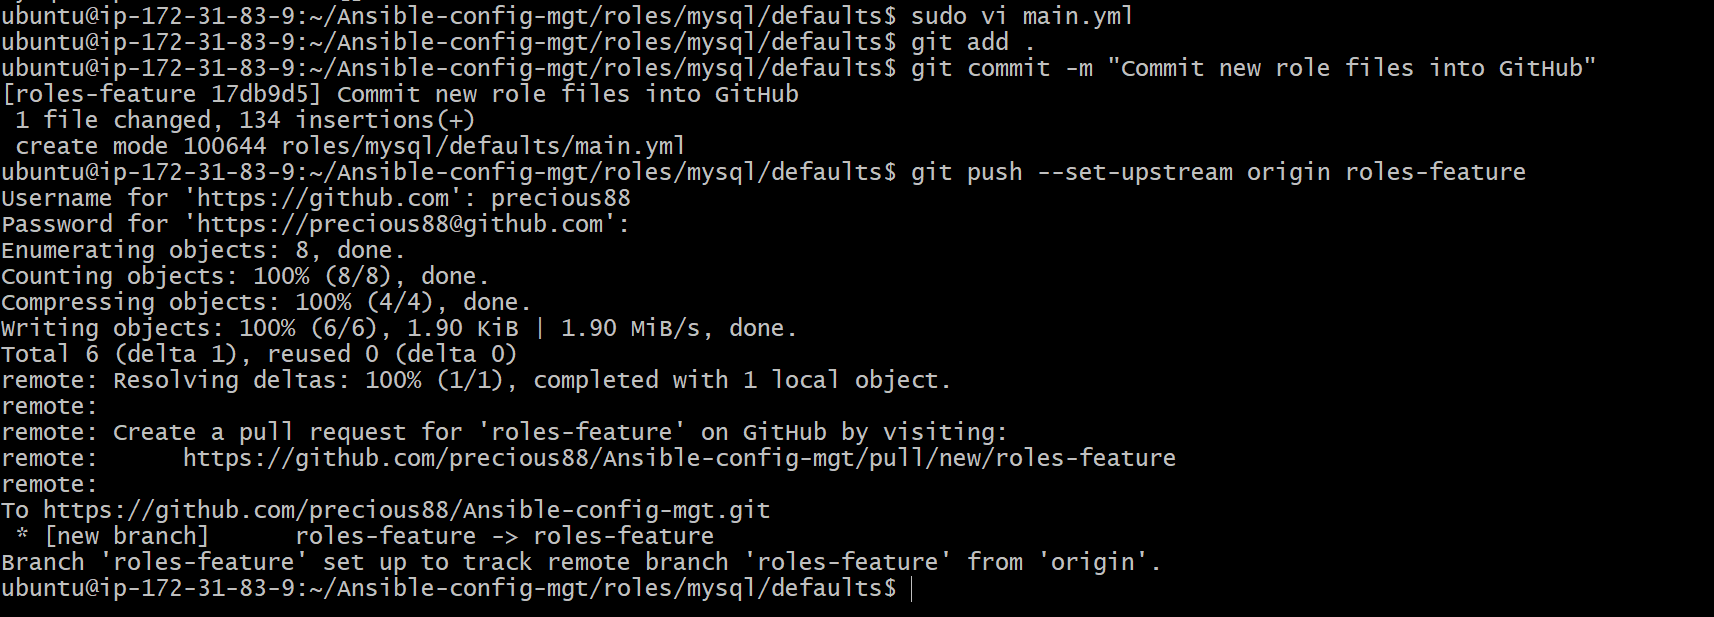 ubuntu@ip-172-31-83-9:~/Ansible-config-mgt/roles/mysql/defaults$ sudo vi main.yml
ubuntu@ip-172-31-83-9:~/Ansible-config-mgt/roles/mysql/defaults$ git add .
ubuntu@ip-172-31-83-9:~/Ansible-config-mgt/roles/mysql/defaults$ git commit -m "Commit new role files into GitHub"
[roles-feature 17db9d5] Commit new role files into GitHub
 1 file changed, 134 insertions(+)
 create mode 100644 roles/mysql/defaults/main.yml
ubuntu@ip-172-31-83-9:~/Ansible-config-mgt/roles/mysql/defaults$ git push --set-upstream origin roles-feature
Username for 'https://github.com': precious88
Password for 'https://precious88@github.com':
Enumerating objects: 8, done.
Counting objects: 100% (8/8), done.
Compressing objects: 100% (4/4), done.
Writing objects: 100% (6/6), 1.90 KiB | 1.90 MiB/s, done.
Total 6 (delta 1), reused 0 (delta 0)
remote: Resolving deltas: 100% (1/1), completed with 1 local object.
remote:
remote: Create a pull request for 'roles-feature' on GitHub by visiting:
remote:      https://github.com/precious88/Ansible-config-mgt/pull/new/roles-feature
remote:
To https://github.com/precious88/Ansible-config-mgt.git
 * [new branch]      roles-feature -> roles-feature
Branch 'roles-feature' set up to track remote branch 'roles-feature' from 'origin'.
ubuntu@ip-172-31-83-9:~/Ansible-config-mgt/roles/mysql/defaults$